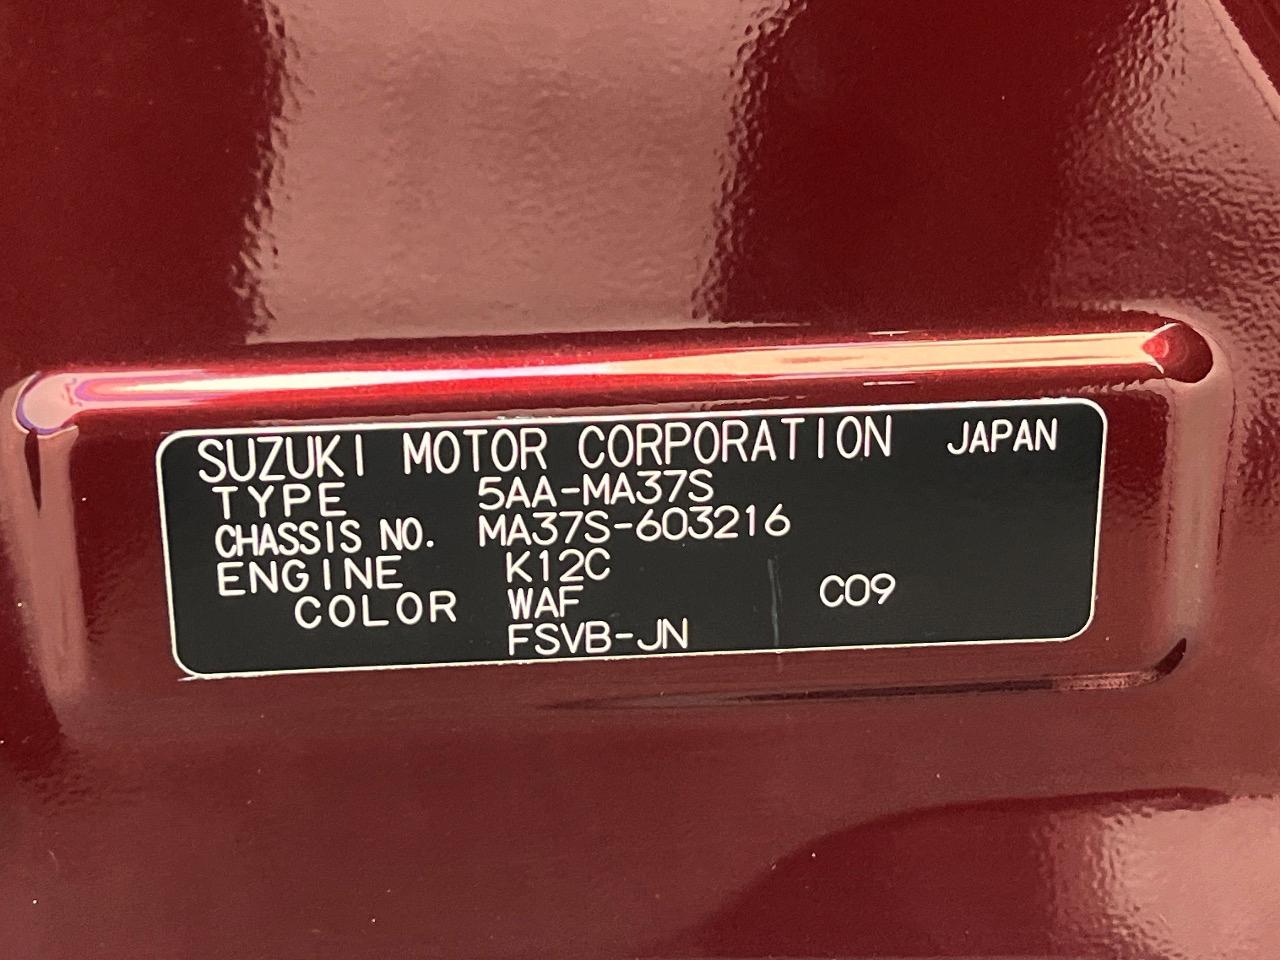 SUZUKI MOTOR CORPORATION JAPAN
TYPE 5AA-MA37S
CHASSIS NO. MA37S-603216
ENGINE K12C
COLOR WAF C09
FSVB-JN